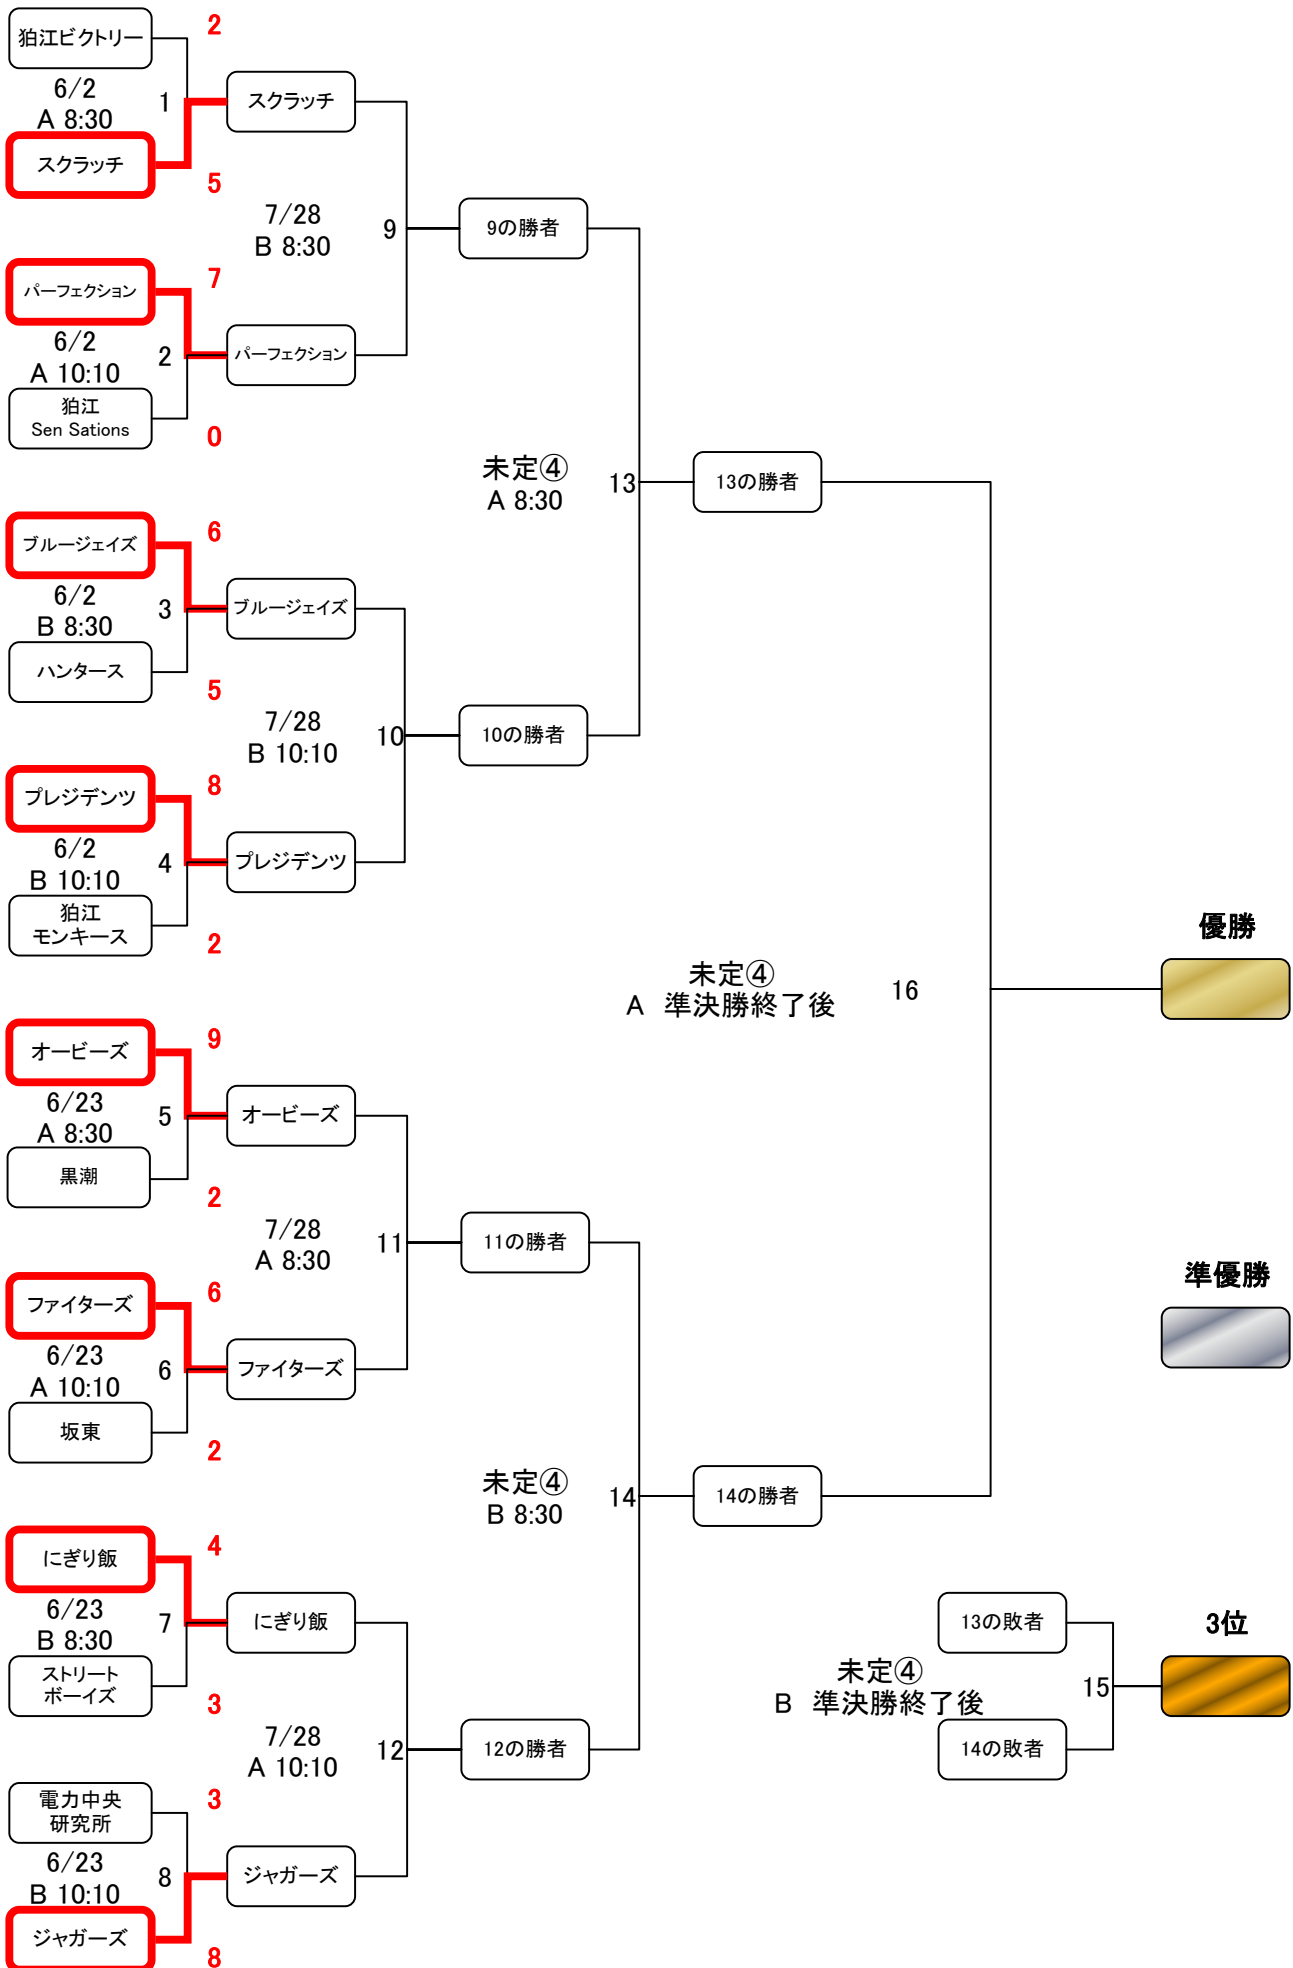 狛江ビクトリー
2
6/2
A 8:30
1
スクラッチ
スクラッチ
5
7/28
B 8:30
9
9の勝者
パーフェクション
7
6/2
A 10:10
2
パーフェクション
狛江
Sen Sations
0
未定④
A 8:30
13
13の勝者
ブルージェイズ
6
6/2
B 8:30
3
ブルージェイズ
ハンタース
5
7/28
B 10:10
10
10の勝者
プレジデンツ
8
6/2
B 10:10
4
プレジデンツ
狛江
モンキース
2
優勝
未定④
A 準決勝終了後
16
オービーズ
9
6/23
A 8:30
5
オービーズ
黒潮
2
7/28
A 8:30
11
11の勝者
準優勝
ファイターズ
6
6/23
A 10:10
6
ファイターズ
坂東
2
未定④
B 8:30
14
14の勝者
にぎり飯
4
6/23
B 8:30
7
にぎり飯
ストリート
ボーイズ
3
13の敗者
3位
未定④
B 準決勝終了後
15
14の敗者
7/28
A 10:10
12
12の勝者
電力中央
研究所
3
6/23
B 10:10
8
ジャガーズ
ジャガーズ
8